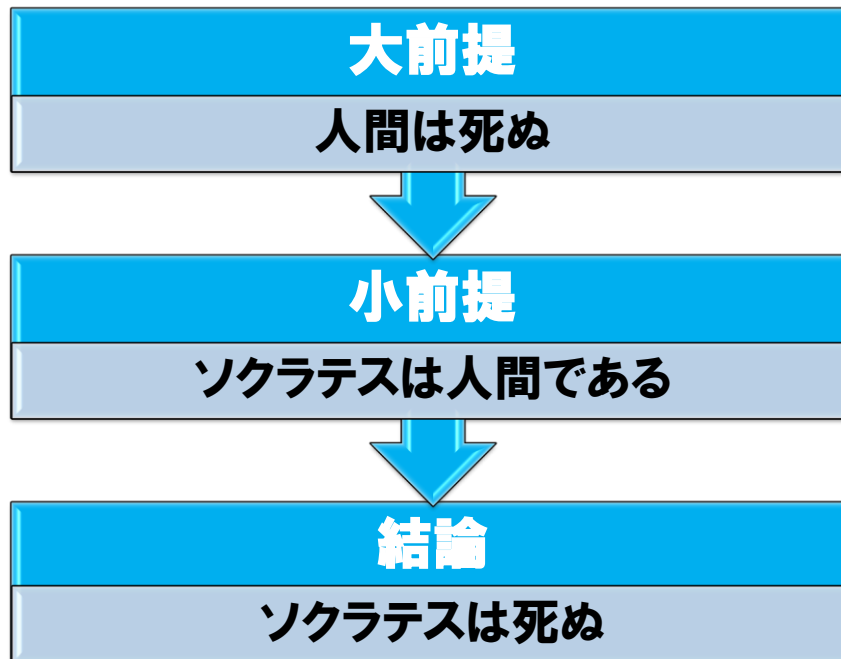 大前提
人間は死ぬ
小前提
ソクラテスは人間である
結論
ソクラテスは死ぬ